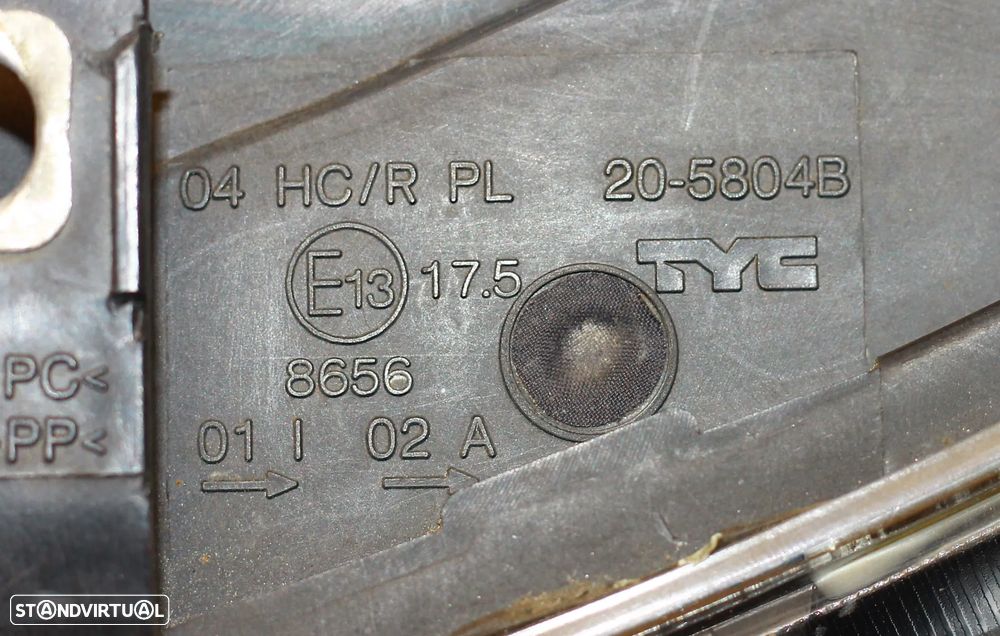 04 HC/R PL 20-5804B
TYC
E13 17.5
8656
01 I 02 A
PC<
PP<
STANDVIRTUAL